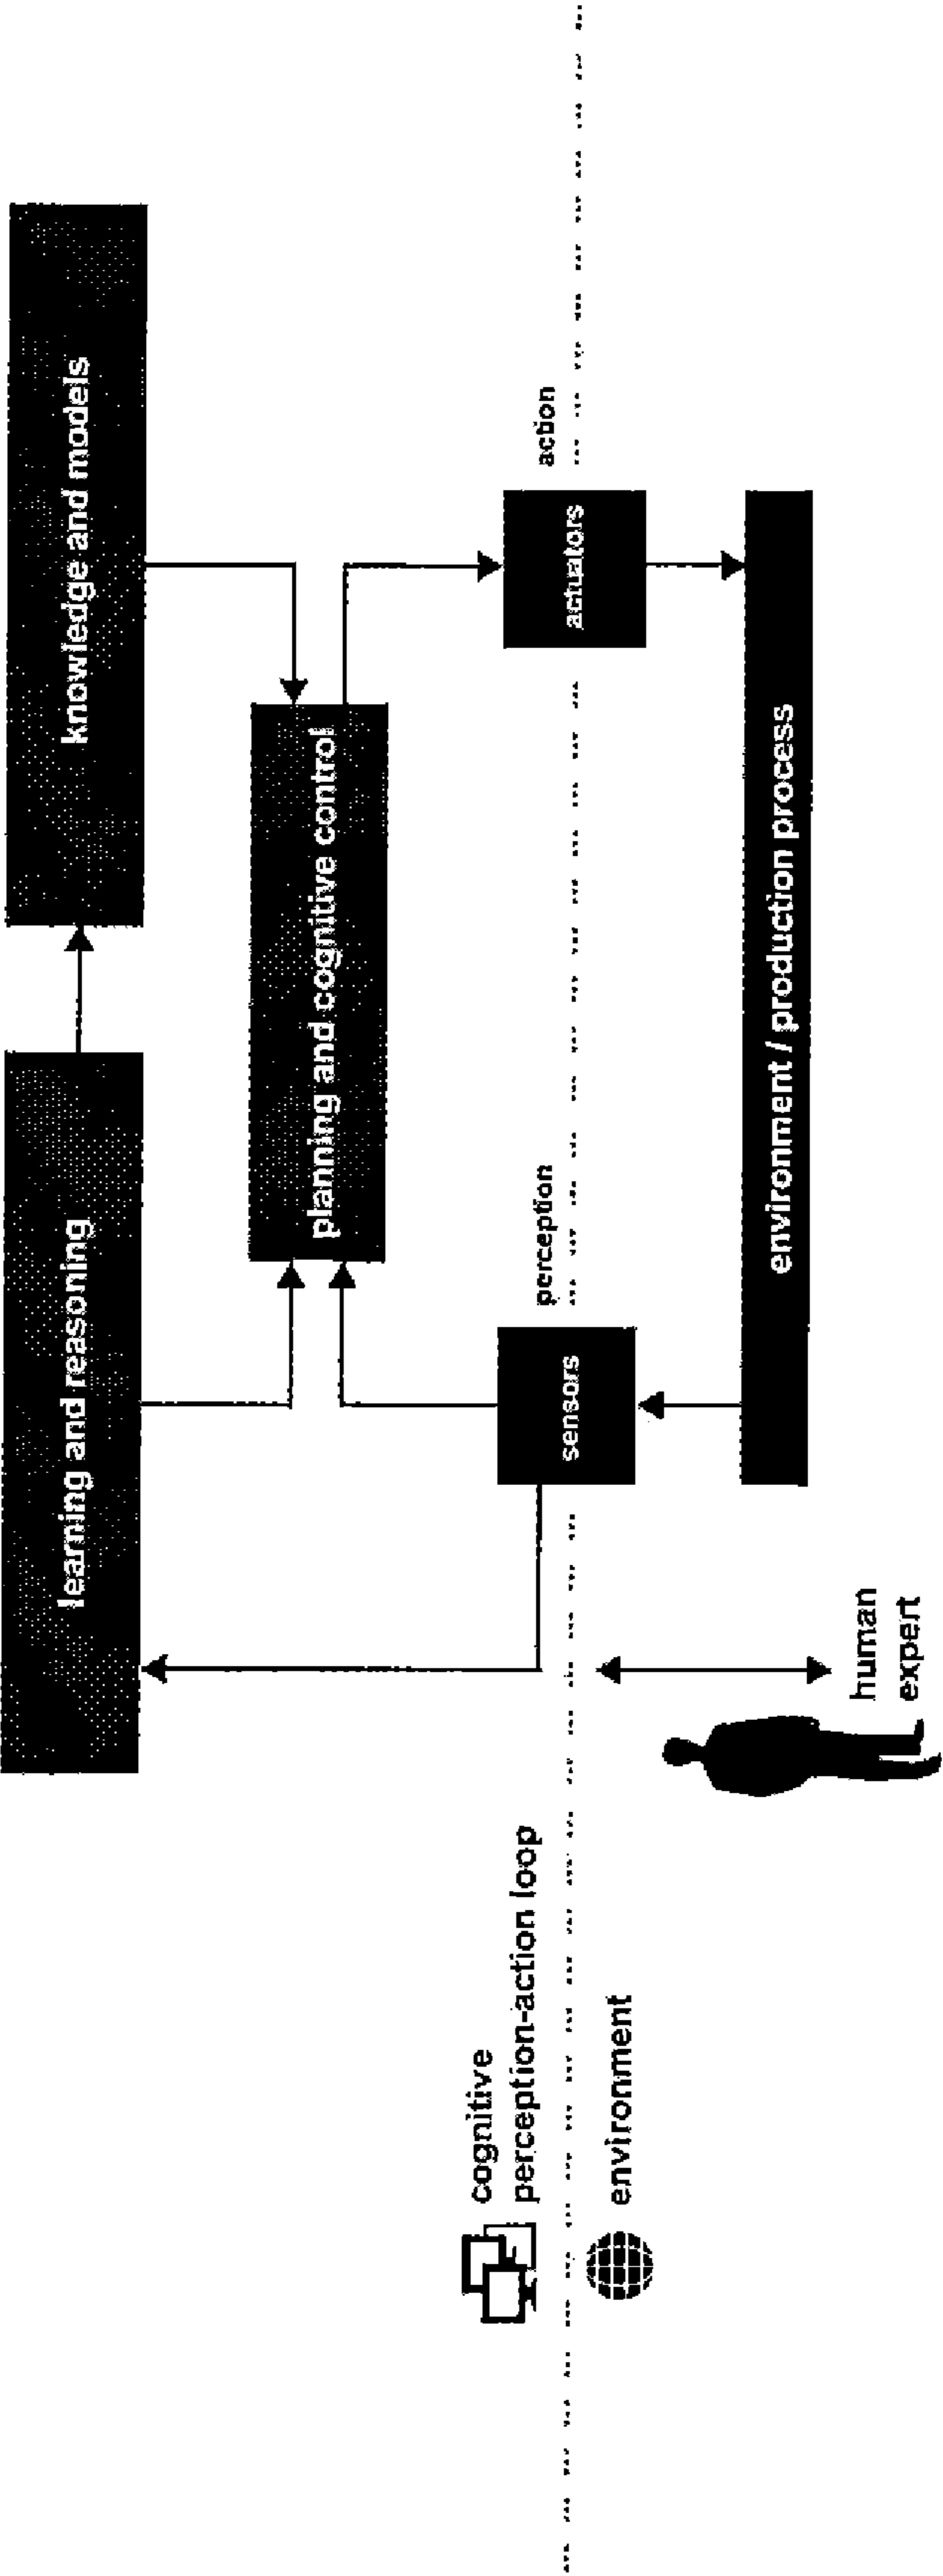 learning and reasoning
knowledge and models
planning and cognitive control
cognitive
perception-action loop
perception
action
sensors
actuators
environment
environment / production process
human
expert